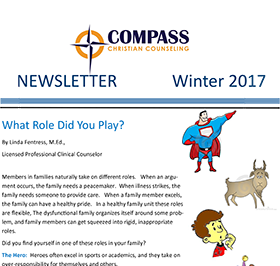 COMPASS
CHRISTIAN COUNSELING
NEWSLETTER Winter 2017
What Role Did You Play?
By Linda Fentress, M.Ed.,
Licensed Professional Clinical Counselor
Members in families naturally take on different roles. When an argu-
ment occurs, the family needs a peacemaker. When illness strikes, the
family needs someone to provide care. When a family member excels,
the family can have a healthy pride. In a healthy family unit these roles
are flexible, The dysfunctional family organizes itself around some prob-
lem, and family members can get squeezed into rigid, inappropriate
roles.
Did you find yourself in one of these roles in your family?
The Hero: Heroes often excel in sports or academics, and they take on
over-responsibility for themselves and others.